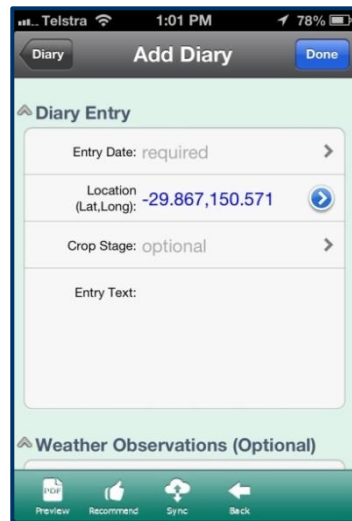 Telstra 1:01 PM 78%
Diary Add Diary Done
Diary Entry
Entry Date: required
Location
(Lat,Long): -29.867,150.571
Crop Stage: optional
Entry Text:
Weather Observations (Optional)
PDF
Preview Recommend Sync Back